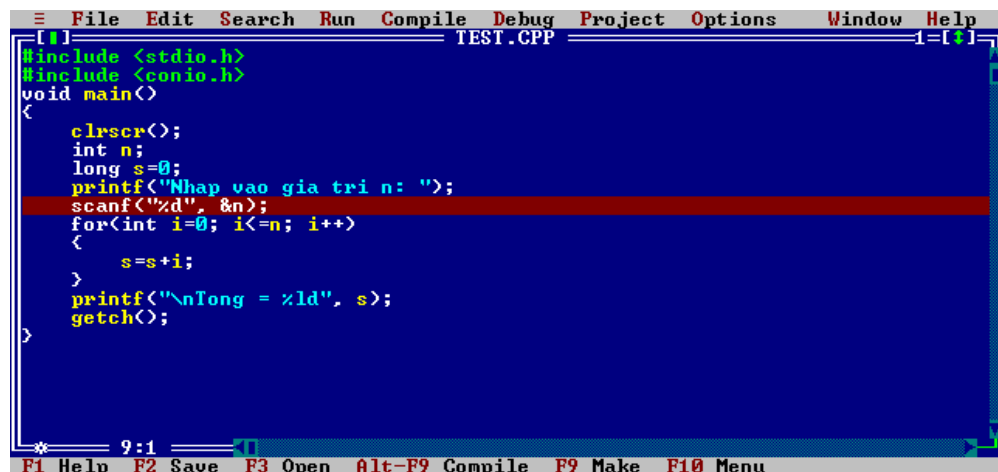 ≡ File Edit Search Run Compile Debug Project Options Window Help
[■] TEST.CPP 1=[↕]
#include <stdio.h>
#include <conio.h>
void main()
{
clrscr();
int n;
long s=0;
printf("Nhap vao gia tri n: ");
scanf("%d", &n);
for(int i=0; i<=n; i++)
{
s=s+i;
}
printf("\nTong = %ld", s);
getch();
}
9:1
F1 Help F2 Save F3 Open Alt-F9 Compile F9 Make F10 Menu